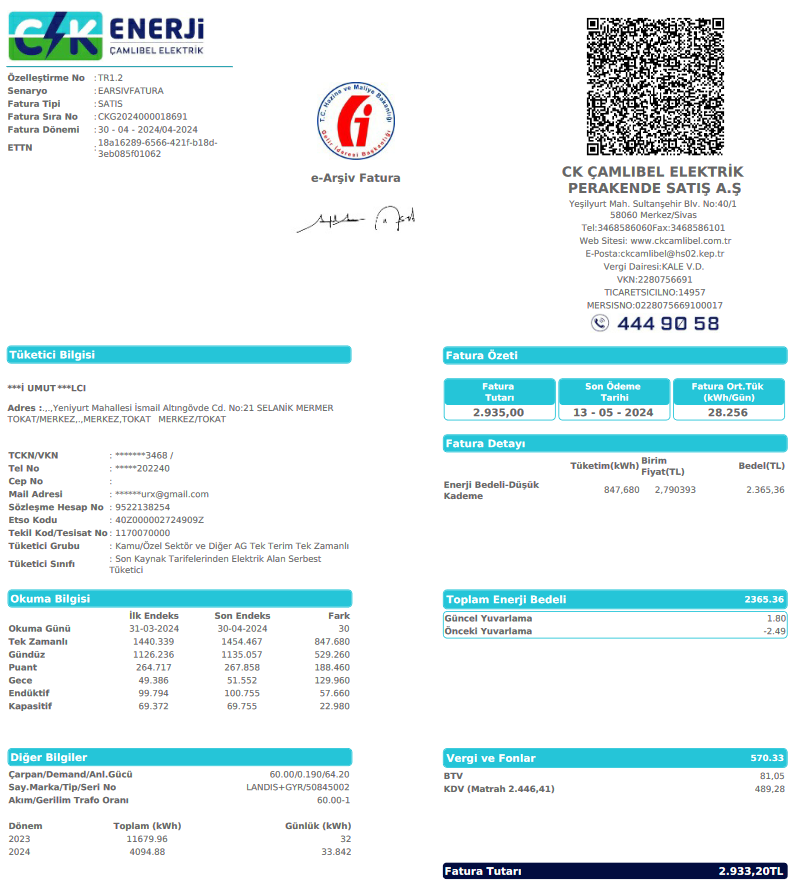 CK ENERJi
ÇAMLIBEL ELEKTRİK
Özelleştirme No : TR1.2
Senaryo : EARSIVFATURA
Fatura Tipi : SATIS
Fatura Sıra No : CKG2024000018691
Fatura Dönemi : 30 - 04 - 2024/04-2024
ETTN : 18a16289-6566-421f-b18d-
3eb085f01062
T.C. Hazine ve Maliye Bakanlığı
Gelir İdaresi Başkanlığı
e-Arşiv Fatura
CK ÇAMLIBEL ELEKTRİK
PERAKENDE SATIŞ A.Ş
Yeşilyurt Mah. Sultanşehir Blv. No:40/1
58060 Merkez/Sivas
Tel:3468586060Fax:3468586101
Web Sitesi: www.ckcamlibel.com.tr
E-Posta:ckcamlibel@hs02.kep.tr
Vergi Dairesi:KALE V.D.
VKN:2280756691
TICARETSICILNO:14957
MERSISNO:0228075669100017
444 90 58
Tüketici Bilgisi
***İ UMUT ***LCI
Adres :.,.,Yeniyurt Mahallesi İsmail Altıngövde Cd. No:21 SELANİK MERMER
TOKAT/MERKEZ,.,MERKEZ,TOKAT MERKEZ/TOKAT
TCKN/VKN : *******3468 /
Tel No : *****202240
Cep No :
Mail Adresi : ******urx@gmail.com
Sözleşme Hesap No : 9522138254
Etso Kodu : 40Z000002724909Z
Tekil Kod/Tesisat No : 1170070000
Tüketici Grubu : Kamu/Özel Sektör ve Diğer AG Tek Terim Tek Zamanlı
Tüketici Sınıfı : Son Kaynak Tarifelerinden Elektrik Alan Serbest
Tüketici
Fatura Özeti
Fatura Tutarı Son Ödeme Tarihi Fatura Ort.Tük (kWh/Gün)
2.935,00 13 - 05 - 2024 28.256
Fatura Detayı
Tüketim(kWh) Birim Fiyat(TL) Bedel(TL)
Enerji Bedeli-Düşük Kademe 847,680 2,790393 2.365,36
Okuma Bilgisi
İlk Endeks Son Endeks Fark
Okuma Günü 31-03-2024 30-04-2024 30
Tek Zamanlı 1440.339 1454.467 847.680
Gündüz 1126.236 1135.057 529.260
Puant 264.717 267.858 188.460
Gece 49.386 51.552 129.960
Endüktif 99.794 100.755 57.660
Kapasitif 69.372 69.755 22.980
Toplam Enerji Bedeli 2365.36
Güncel Yuvarlama 1.80
Önceki Yuvarlama -2.49
Diğer Bilgiler
Çarpan/Demand/Anl.Gücü 60.00/0.190/64.20
Say.Marka/Tip/Seri No LANDIS+GYR/50845002
Akım/Gerilim Trafo Oranı 60.00-1
Dönem Toplam (kWh) Günlük (kWh)
2023 11679.96 32
2024 4094.88 33.842
Vergi ve Fonlar 570.33
BTV 81,05
KDV (Matrah 2.446,41) 489,28
Fatura Tutarı 2.933,20TL